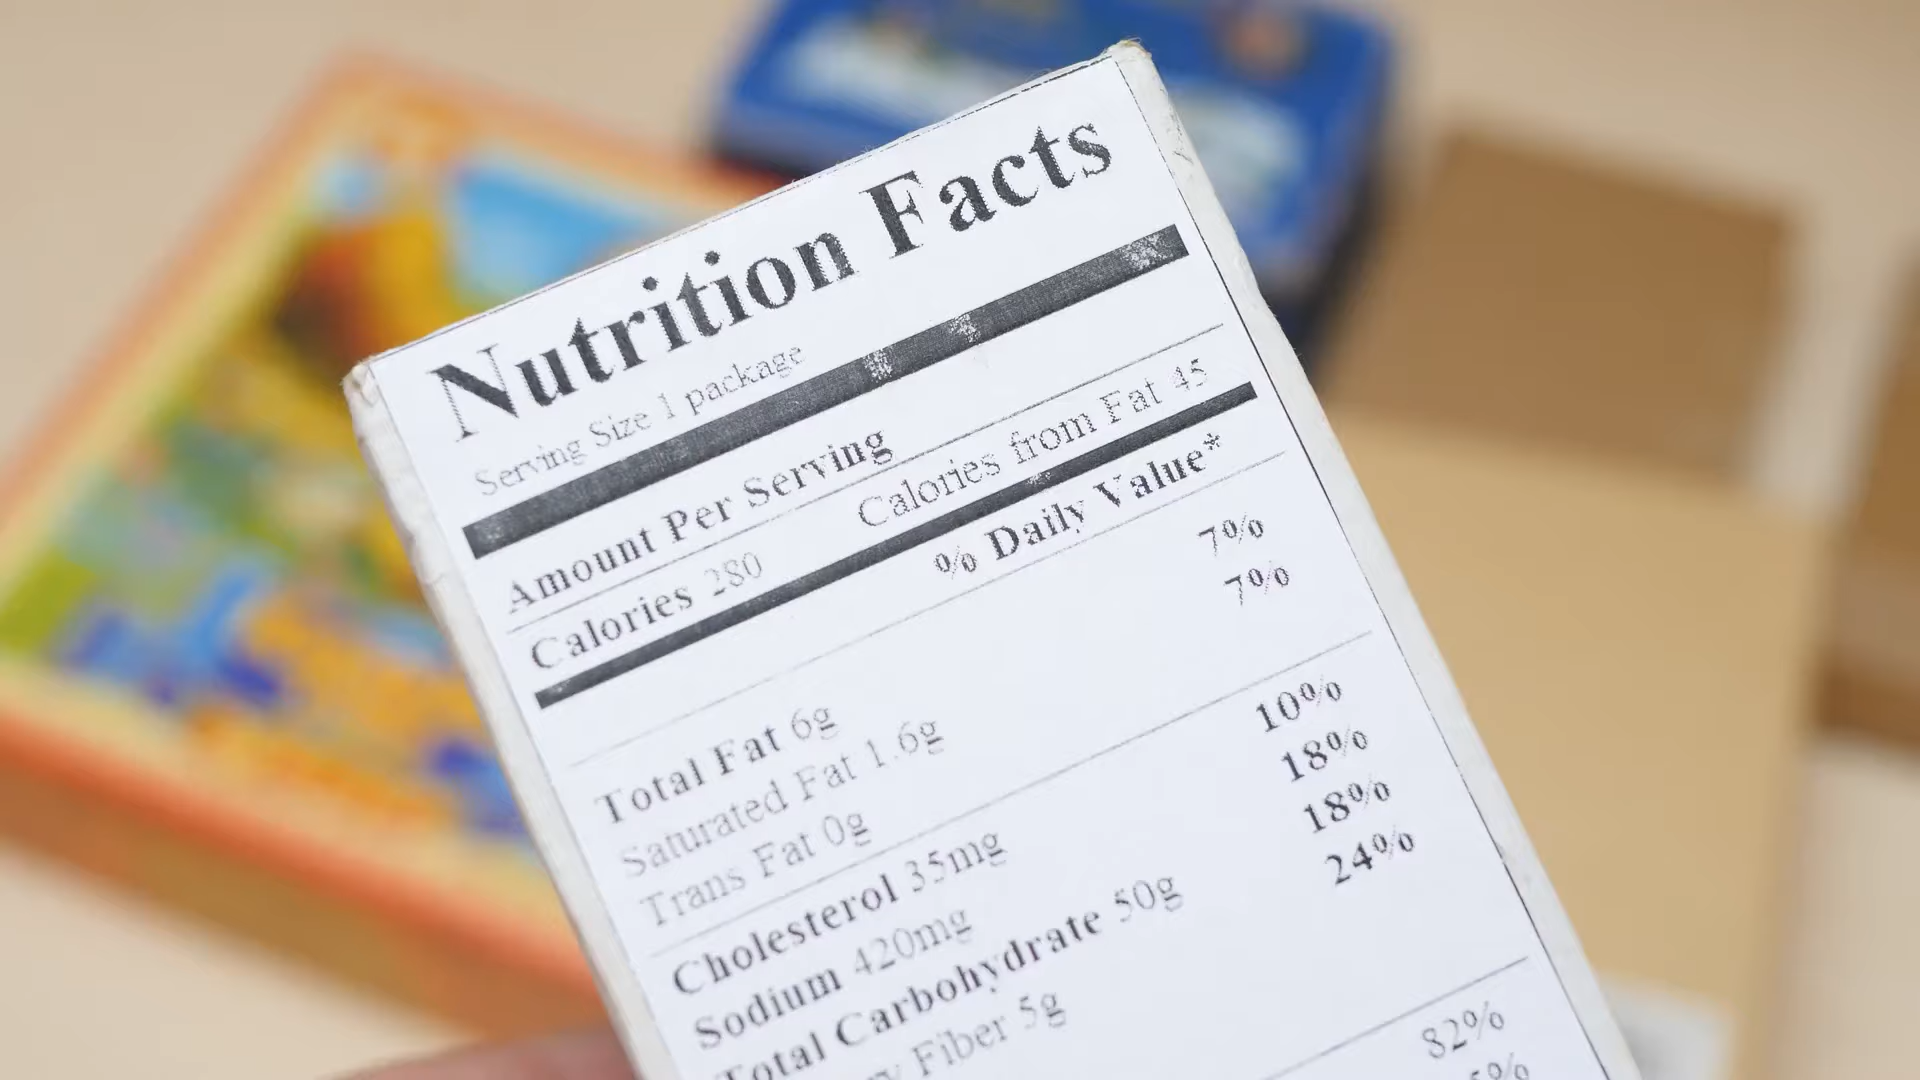 Nutrition Facts
Serving Size 1 package
Amount Per Serving
Calories 280 Calories from Fat 45
% Daily Value*
Total Fat 6g 7%
Saturated Fat 1.6g 7%
Trans Fat 0g
Cholesterol 35mg 10%
Sodium 420mg 18%
Total Carbohydrate 50g 18%
Fiber 5g 24%
82%